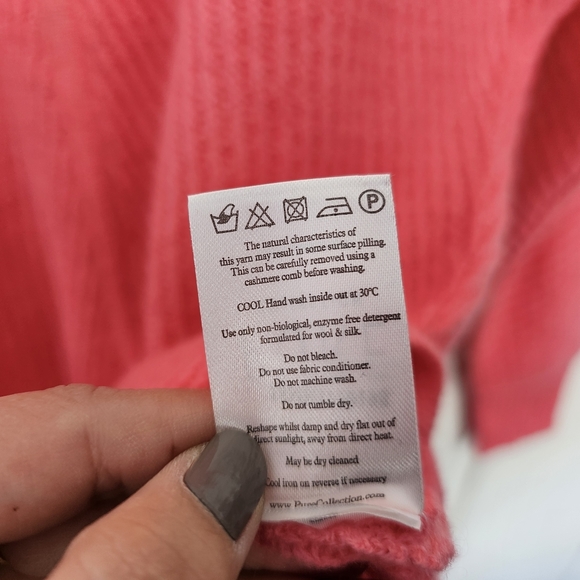 P
The natural characteristics of
this yarn may result in some surface pilling.
This can be carefully removed using a
cashmere comb before washing.
COOL Hand wash inside out at 30°C
Use only non-biological, enzyme free detergent
formulated for wool & silk.
Do not bleach.
Do not use fabric conditioner.
Do not machine wash.
Do not tumble dry.
Reshape whilst damp and dry flat out of
direct sunlight, away from direct heat.
May be dry cleaned
Cool iron on reverse if necessary
www.PureCollection.com